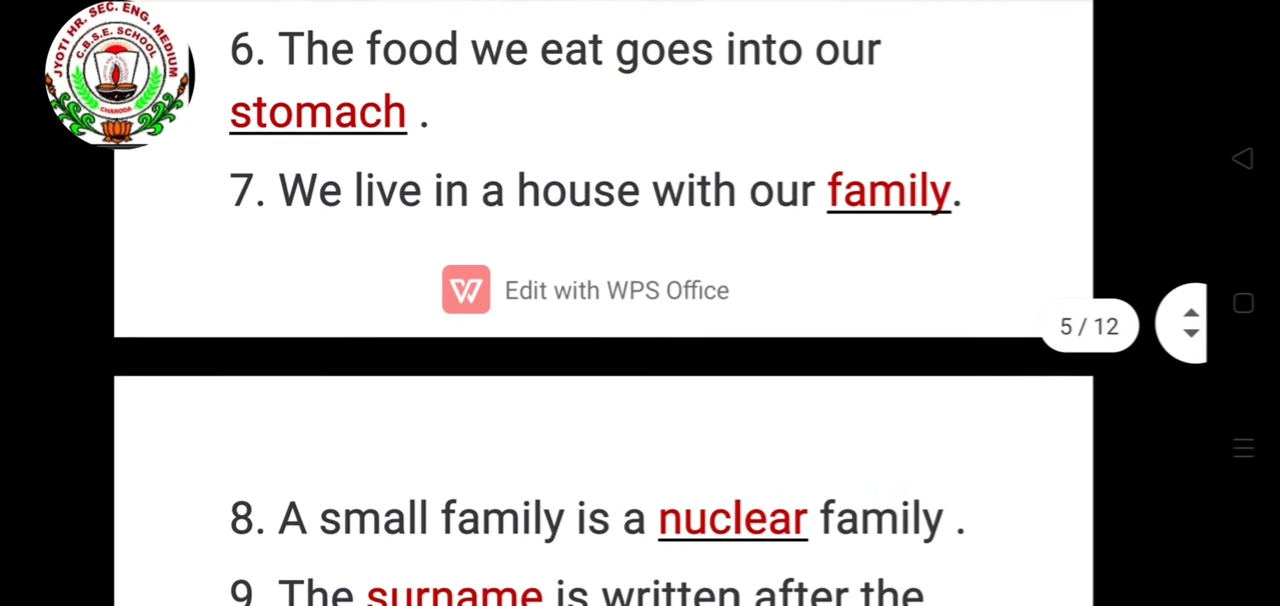 JYOTI HR. SEC. ENG. MEDIUM
C.B.S.E. SCHOOL
CHARODA
6. The food we eat goes into our
stomach .
7. We live in a house with our family.
Edit with WPS Office
5 / 12
8. A small family is a nuclear family .
9. The surname is written after the